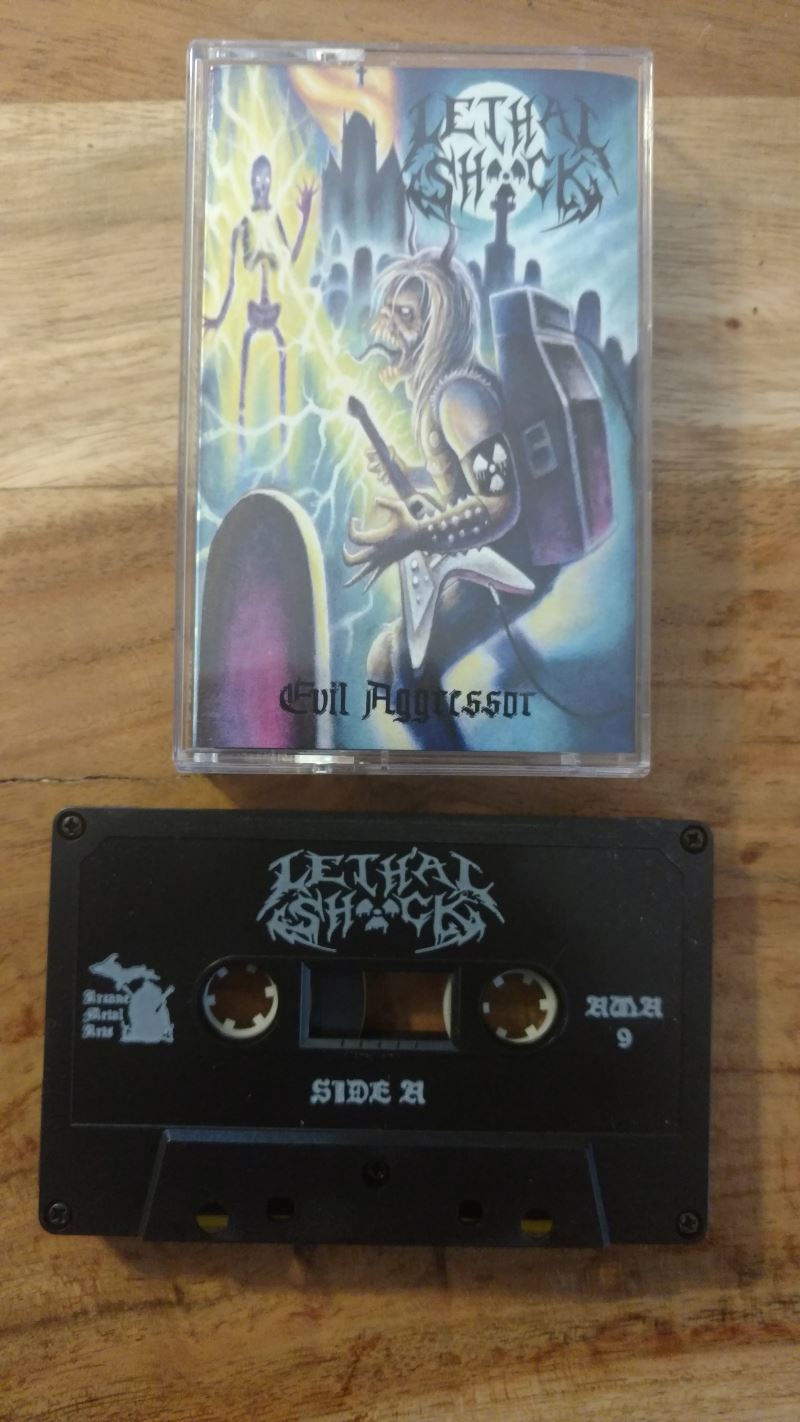 LETHAL
SHOCK
Evil Aggressor
LETHAL
SHOCK
Arcane
Metal
Arts
AMA
9
SIDE A